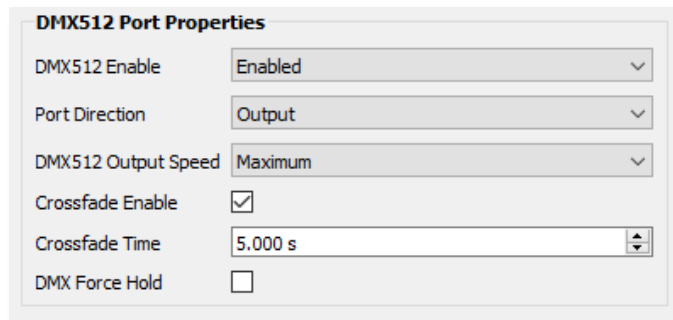 DMX512 Port Properties
DMX512 Enable Enabled
Port Direction Output
DMX512 Output Speed Maximum
Crossfade Enable
Crossfade Time 5.000 s
DMX Force Hold